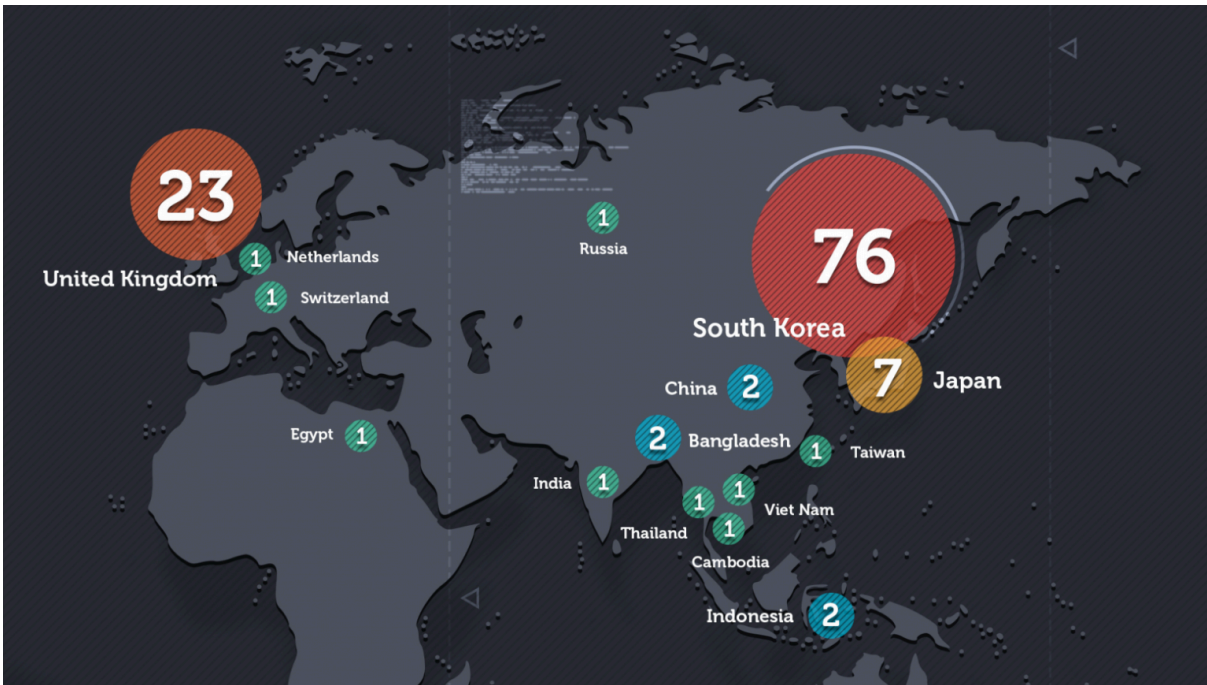 23
United Kingdom
1
Netherlands
1
Switzerland
1
Russia
76
South Korea
7
Japan
China
2
2
Bangladesh
Egypt
1
1
Taiwan
India
1
1
Thailand
1
Viet Nam
1
Cambodia
Indonesia
2